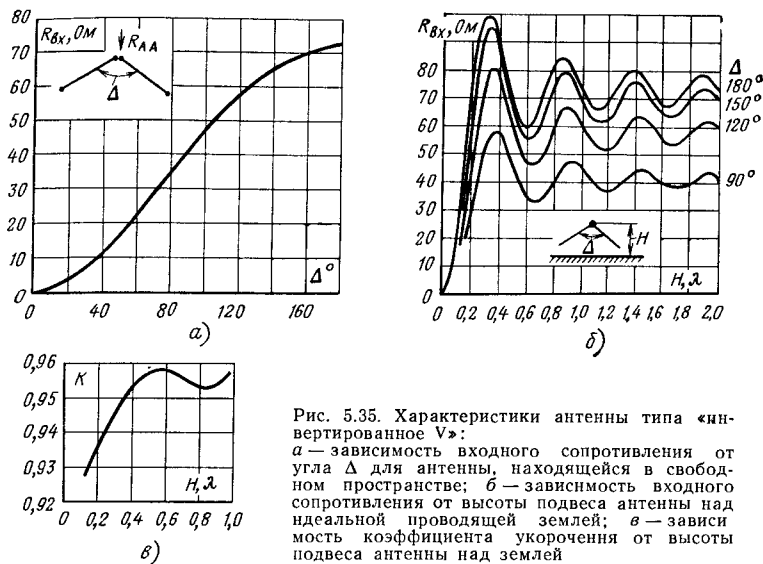 80
R_вх, Ом
R_АА
70
60
Δ
50
40
30
20
10
0
0 40 80 120 160
Δ°
а)
R_вх, Ом
80
70
60
50
40
30
20
10
0
Δ
180°
150°
120°
90°
H
Δ
H, λ
0 0,2 0,4 0,6 0,8 1,0 1,2 1,4 1,6 1,8 2,0
б)
0,96
K
0,95
0,94
0,93
0,92
H, λ
0 0,2 0,4 0,6 0,8 1,0
в)
Рис. 5.35. Характеристики антенны типа «ин-
вертированное V»:
а — зависимость входного сопротивления от
угла Δ для антенны, находящейся в свобод-
ном пространстве; б — зависимость входного
сопротивления от высоты подвеса антенны над
идеальной проводящей землей; в — зависи
мость коэффициента укорочения от высоты
подвеса антенны над землей